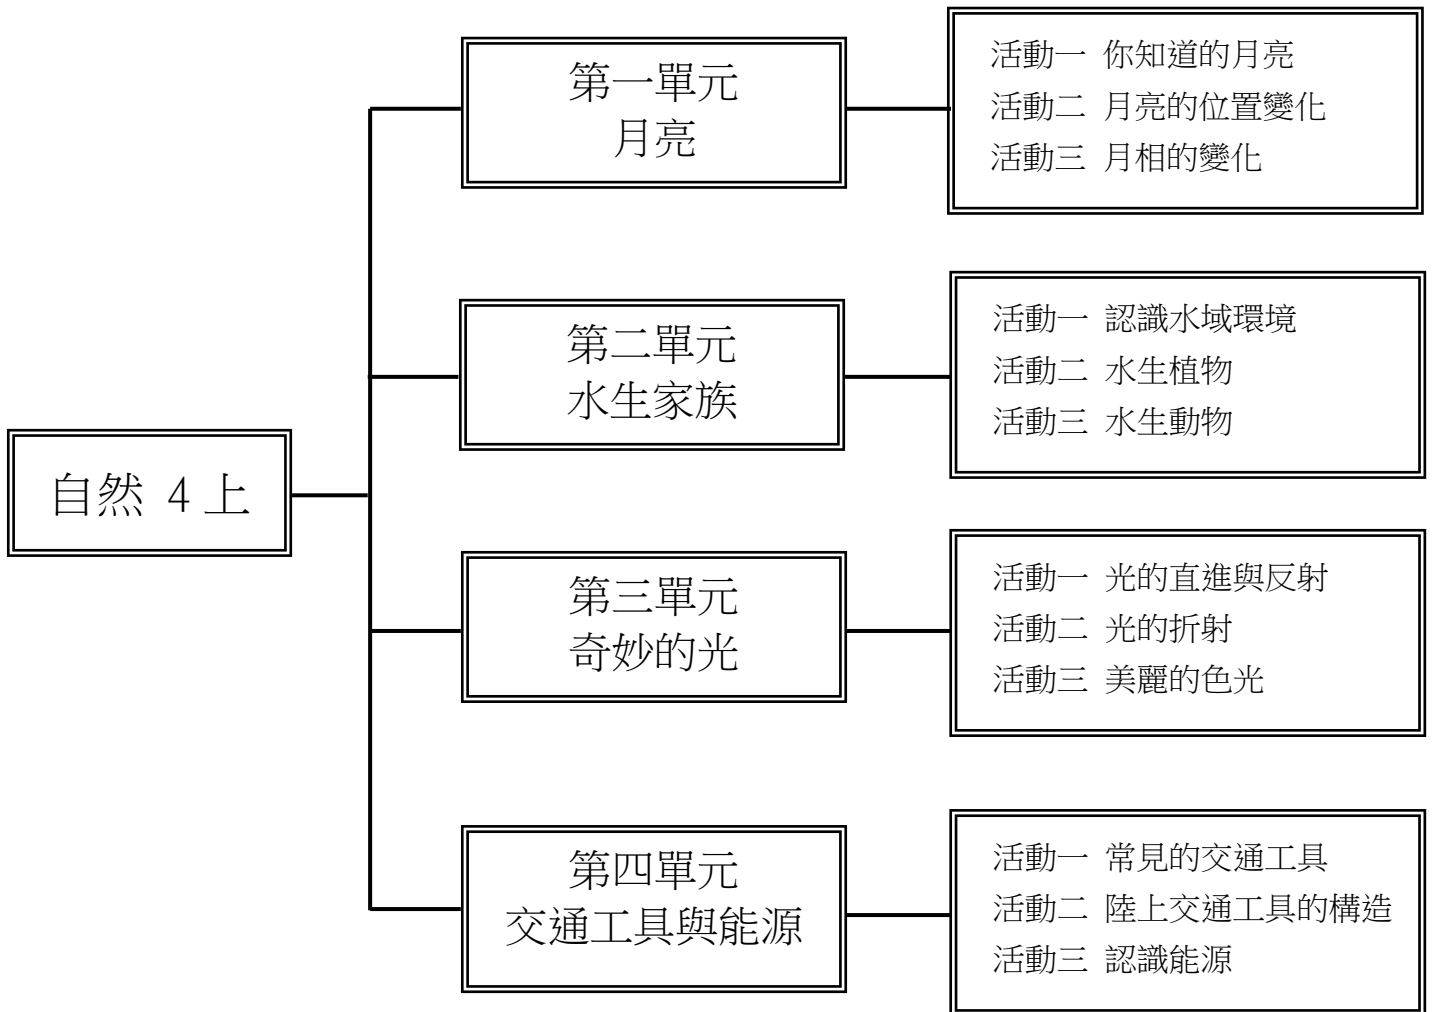 自然 4上
第一單元
月亮
活動一 你知道的月亮
活動二 月亮的位置變化
活動三 月相的變化
第二單元
水生家族
活動一 認識水域環境
活動二 水生植物
活動三 水生動物
第三單元
奇妙的光
活動一 光的直進與反射
活動二 光的折射
活動三 美麗的色光
第四單元
交通工具與能源
活動一 常見的交通工具
活動二 陸上交通工具的構造
活動三 認識能源